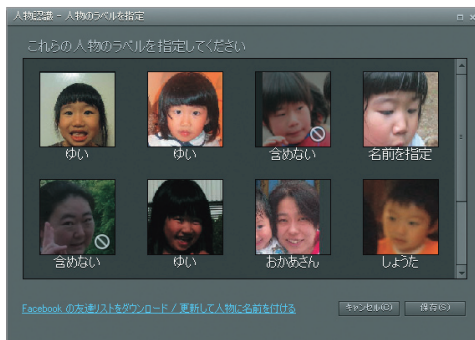 人物認識 - 人物のラベルを指定
これらの人物のラベルを指定してください
ゆい
ゆい
含めない
名前を指定
含めない
ゆい
おかあさん
しょうた
Facebook の友達リストをダウンロード / 更新して人物に名前を付ける
キャンセル(C)
保存(S)